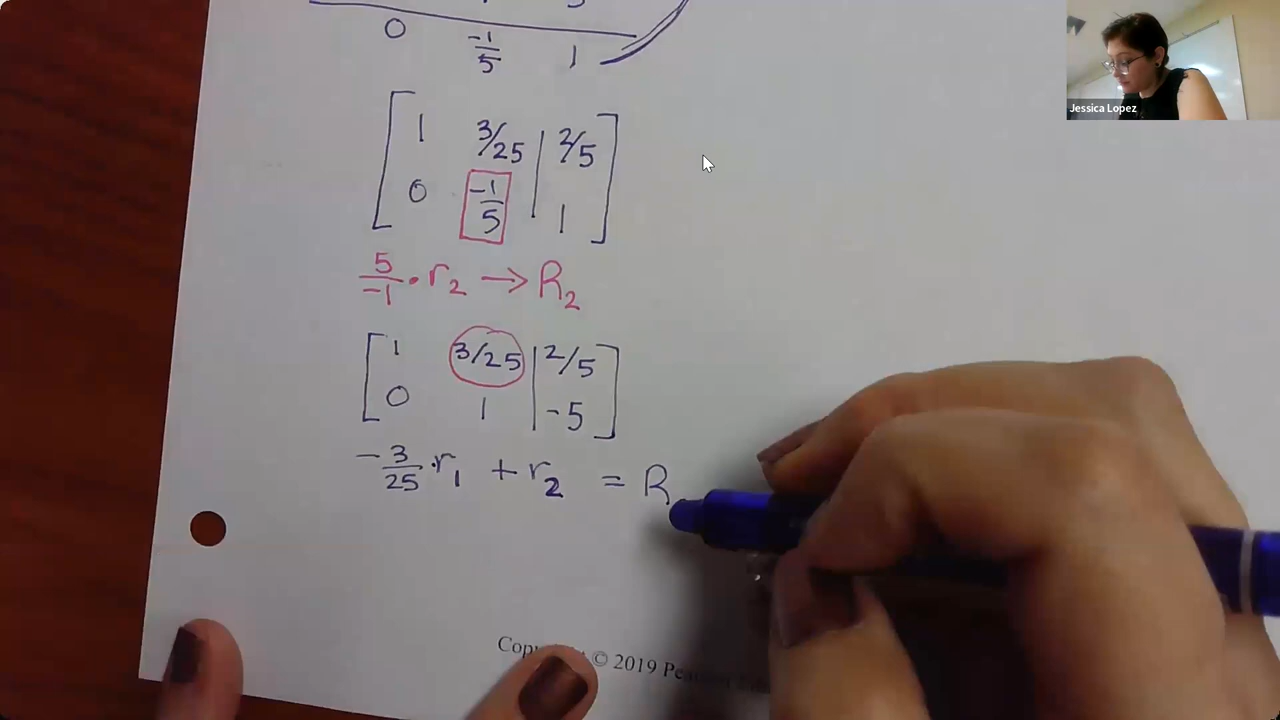 0 -1/5 1
Jessica Lopez
1 3/25 | 2/5
0 -1/5 | 1
5/-1 · r₂ → R₂
1 3/25 | 2/5
0 1 | -5
-3/25 · r₁ + r₂ = R
© 2019